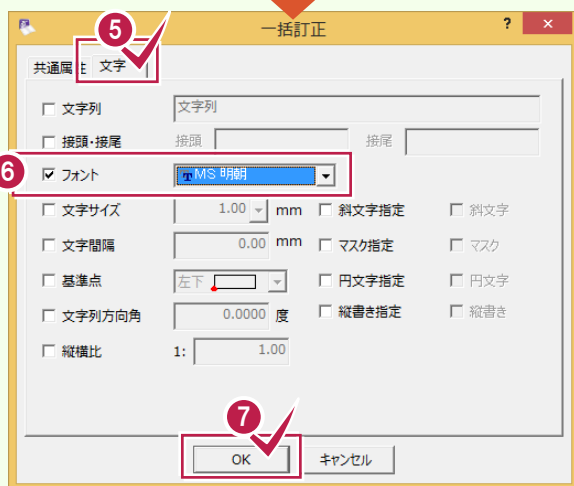 5
一括訂正
? ×
共通属性 文字
文字列 文字列
接頭・接尾 接頭 接尾
6
フォント MS 明朝
文字サイズ 1.00 mm 斜文字指定 斜文字
文字間隔 0.00 mm マスク指定 マスク
基準点 左下 円文字指定 円文字
文字列方向角 0.0000 度 縦書き指定 縦書き
縦横比 1: 1.00
7
OK キャンセル